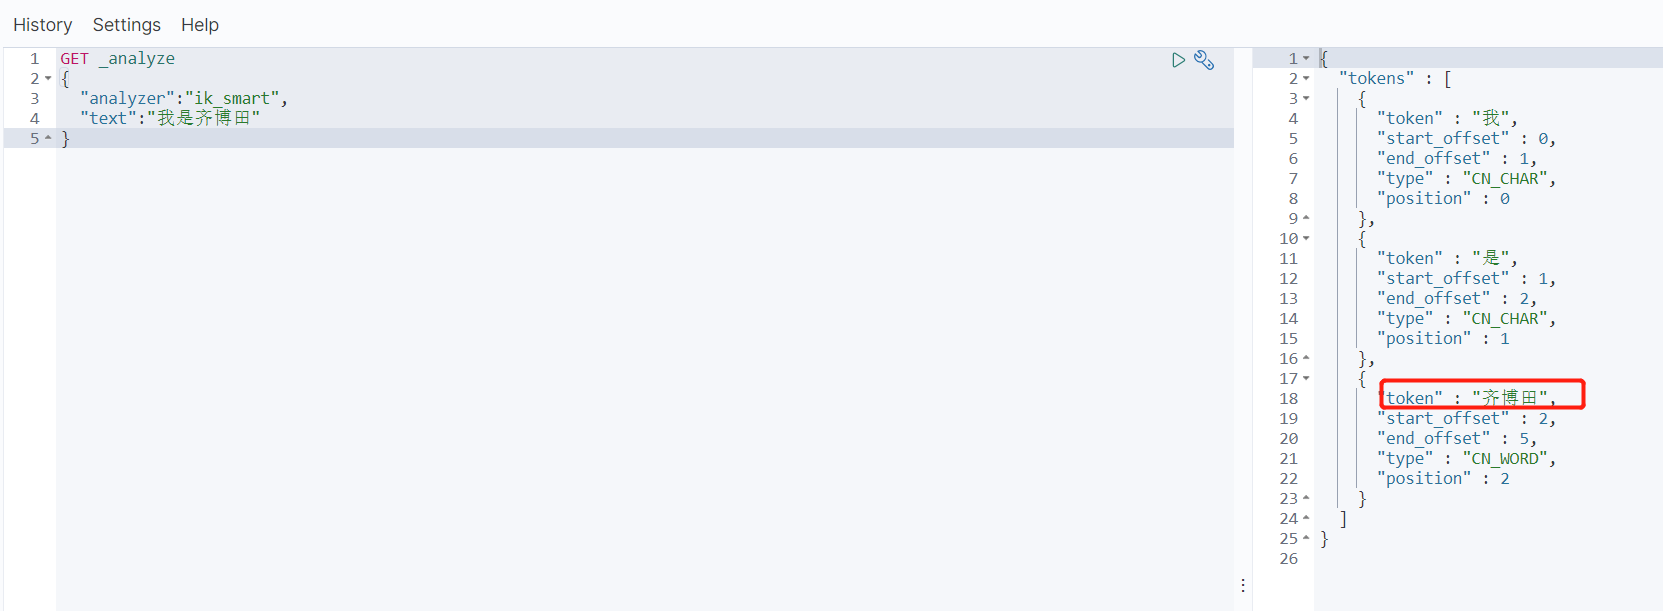 History Settings Help
1 GET _analyze
2 {
3 "analyzer":"ik_smart",
4 "text":"我是齐博田"
5 }
1 {
2 "tokens" : [
3 {
4 "token" : "我",
5 "start_offset" : 0,
6 "end_offset" : 1,
7 "type" : "CN_CHAR",
8 "position" : 0
9 },
10 {
11 "token" : "是",
12 "start_offset" : 1,
13 "end_offset" : 2,
14 "type" : "CN_CHAR",
15 "position" : 1
16 },
17 {
18 "token" : "齐博田",
19 "start_offset" : 2,
20 "end_offset" : 5,
21 "type" : "CN_WORD",
22 "position" : 2
23 }
24 ]
25 }
26